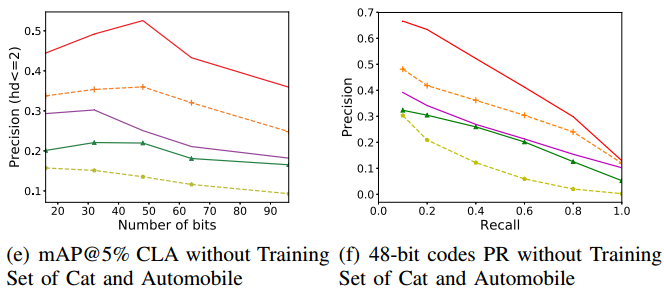 0.5
0.4
0.3
0.2
0.1
Precision (hd<=2)
20 30 40 50 60 70 80 90
Number of bits
0.7
0.6
0.5
0.4
0.3
0.2
0.1
0.0
Precision
0.0 0.2 0.4 0.6 0.8 1.0
Recall
(e) mAP@5% CLA without Training
Set of Cat and Automobile
(f) 48-bit codes PR without Training
Set of Cat and Automobile